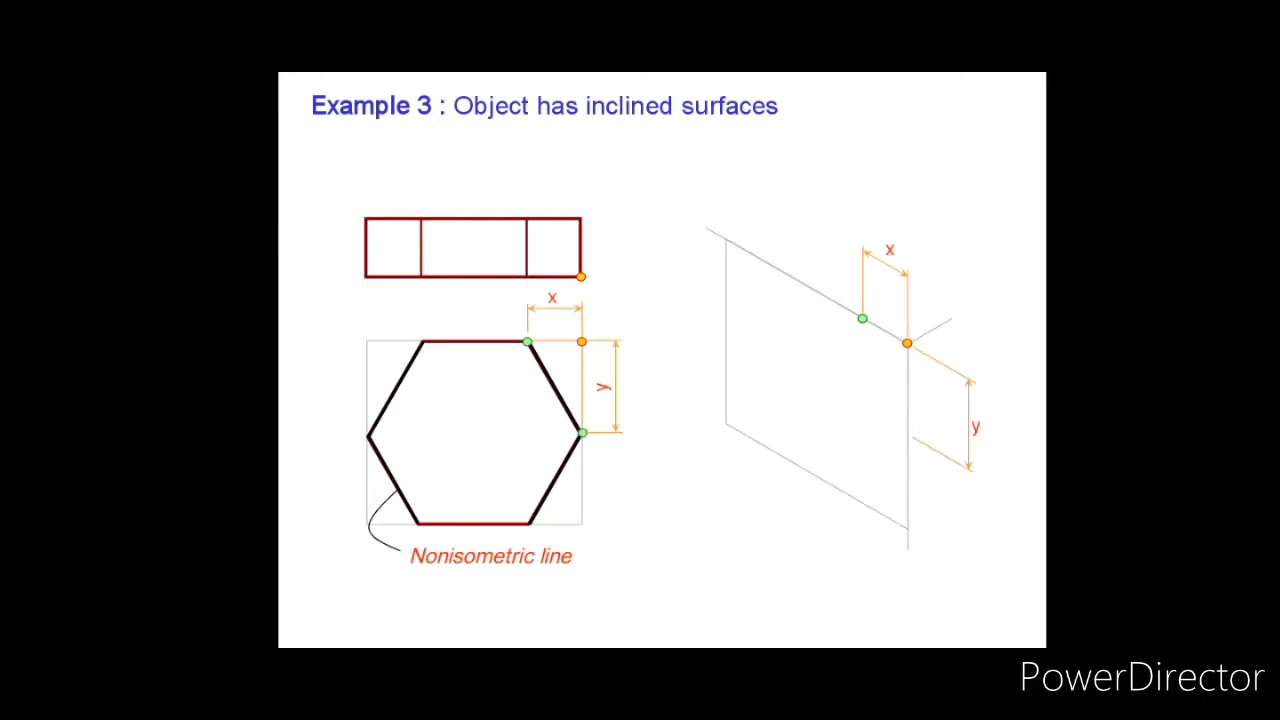 Example 3 : Object has inclined surfaces
x
x
y
y
Nonisometric line
PowerDirector